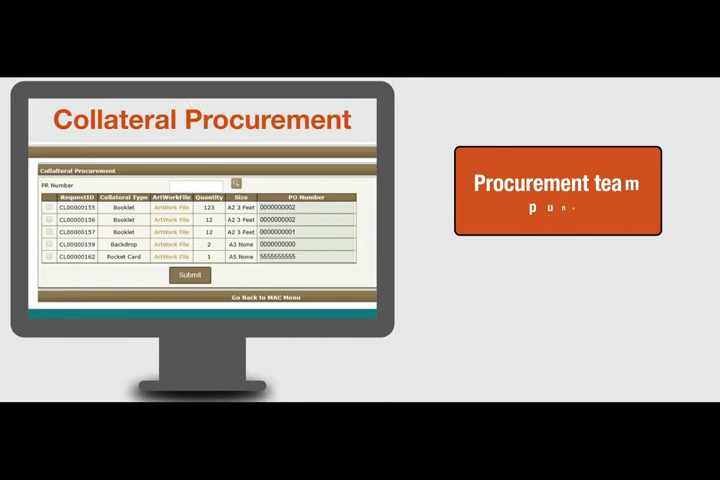 Collateral Procurement
Collalteral Procurement
PR Number
RequestID Collateral Type ArtWorkFile Quantity Size PO Number
CL00000155 Booklet ArtWork File 123 A2 3 Feet 0000000002
CL00000156 Booklet ArtWork File 12 A2 3 Feet 0000000002
CL00000157 Booklet ArtWork File 12 A2 3 Feet 0000000001
CL00000159 Backdrop ArtWork File 2 A3 None 0000000000
CL00000162 Pocket Card ArtWork File 1 A5 None 5555555555
Submit
Go Back to MAC Menu
Procurement team
p u n